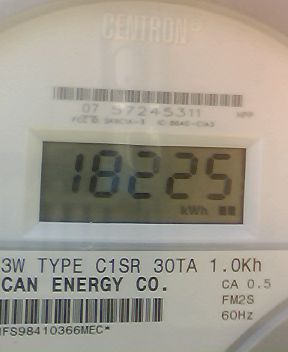 CENTRON®
07 57245311
18225
kWh
3W TYPE C1SR 30TA 1.0Kh
CAN ENERGY CO.
CA 0.5
FM2S
60Hz
IFS98410366MEC*